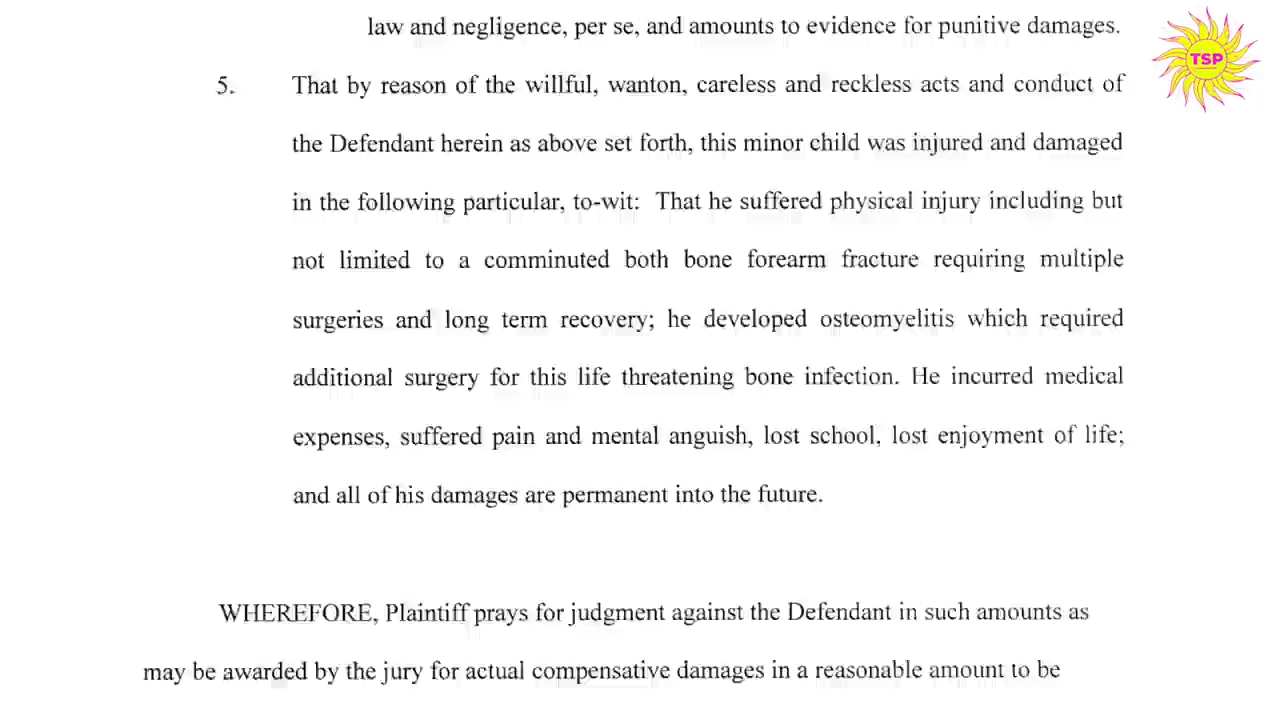 law and negligence, per se, and amounts to evidence for punitive damages.
TSP
5. That by reason of the willful, wanton, careless and reckless acts and conduct of
the Defendant herein as above set forth, this minor child was injured and damaged
in the following particular, to-wit: That he suffered physical injury including but
not limited to a comminuted both bone forearm fracture requiring multiple
surgeries and long term recovery; he developed osteomyelitis which required
additional surgery for this life threatening bone infection. He incurred medical
expenses, suffered pain and mental anguish, lost school, lost enjoyment of life;
and all of his damages are permanent into the future.
WHEREFORE, Plaintiff prays for judgment against the Defendant in such amounts as
may be awarded by the jury for actual compensative damages in a reasonable amount to be